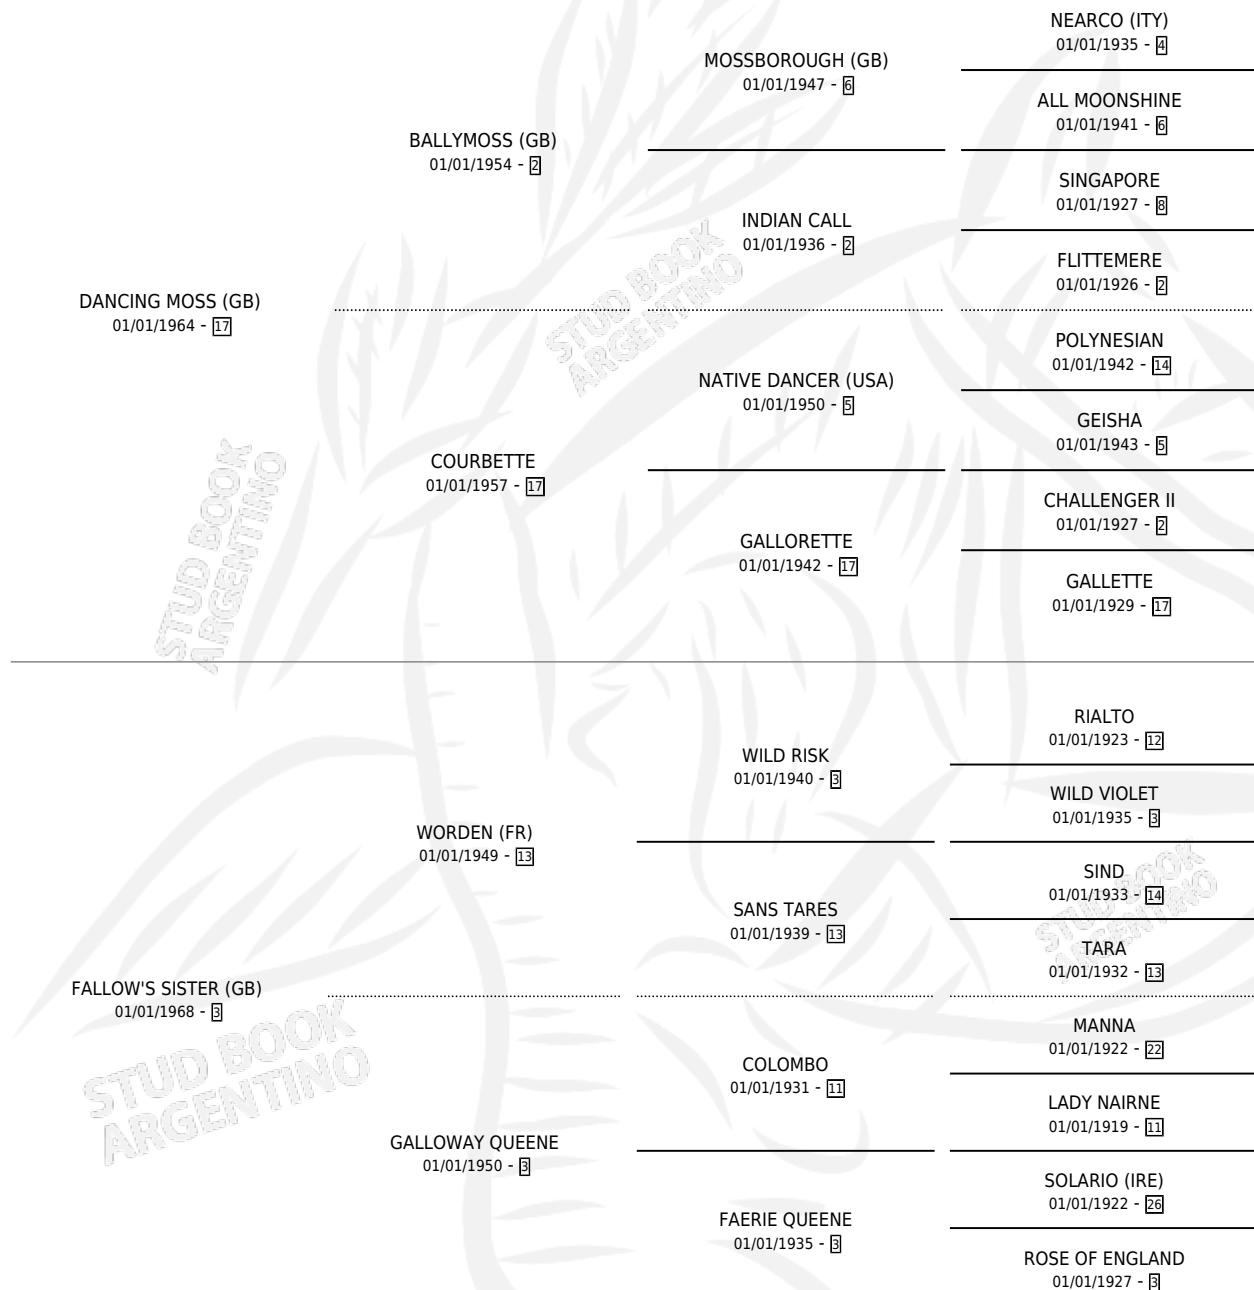 NEARCO (ITY)
01/01/1935 - 4
MOSSBOROUGH (GB)
01/01/1947 - 6
ALL MOONSHINE
01/01/1941 - 6
BALLYMOSS (GB)
01/01/1954 - 2
SINGAPORE
01/01/1927 - 8
INDIAN CALL
01/01/1936 - 2
FLITTEMERE
01/01/1926 - 2
DANCING MOSS (GB)
01/01/1964 - 17
POLYNESIAN
01/01/1942 - 14
NATIVE DANCER (USA)
01/01/1950 - 5
GEISHA
01/01/1943 - 5
COURBETTE
01/01/1957 - 17
CHALLENGER II
01/01/1927 - 2
GALLORETTE
01/01/1942 - 17
GALLETTE
01/01/1929 - 17
RIALTO
01/01/1923 - 12
WILD RISK
01/01/1940 - 3
WILD VIOLET
01/01/1935 - 3
WORDEN (FR)
01/01/1949 - 13
SIND
01/01/1933 - 14
SANS TARES
01/01/1939 - 13
TARA
01/01/1932 - 13
FALLOW'S SISTER (GB)
01/01/1968 - 3
MANNA
01/01/1922 - 22
COLOMBO
01/01/1931 - 11
LADY NAIRNE
01/01/1919 - 11
GALLOWAY QUEENE
01/01/1950 - 3
SOLARIO (IRE)
01/01/1922 - 26
FAERIE QUEENE
01/01/1935 - 3
ROSE OF ENGLAND
01/01/1927 - 3
STUD BOOK
ARGENTINO
STUD BOOK
ARGENTINO
STUD BOOK
ARGENTINO
STUD BOOK
ARGENTINO